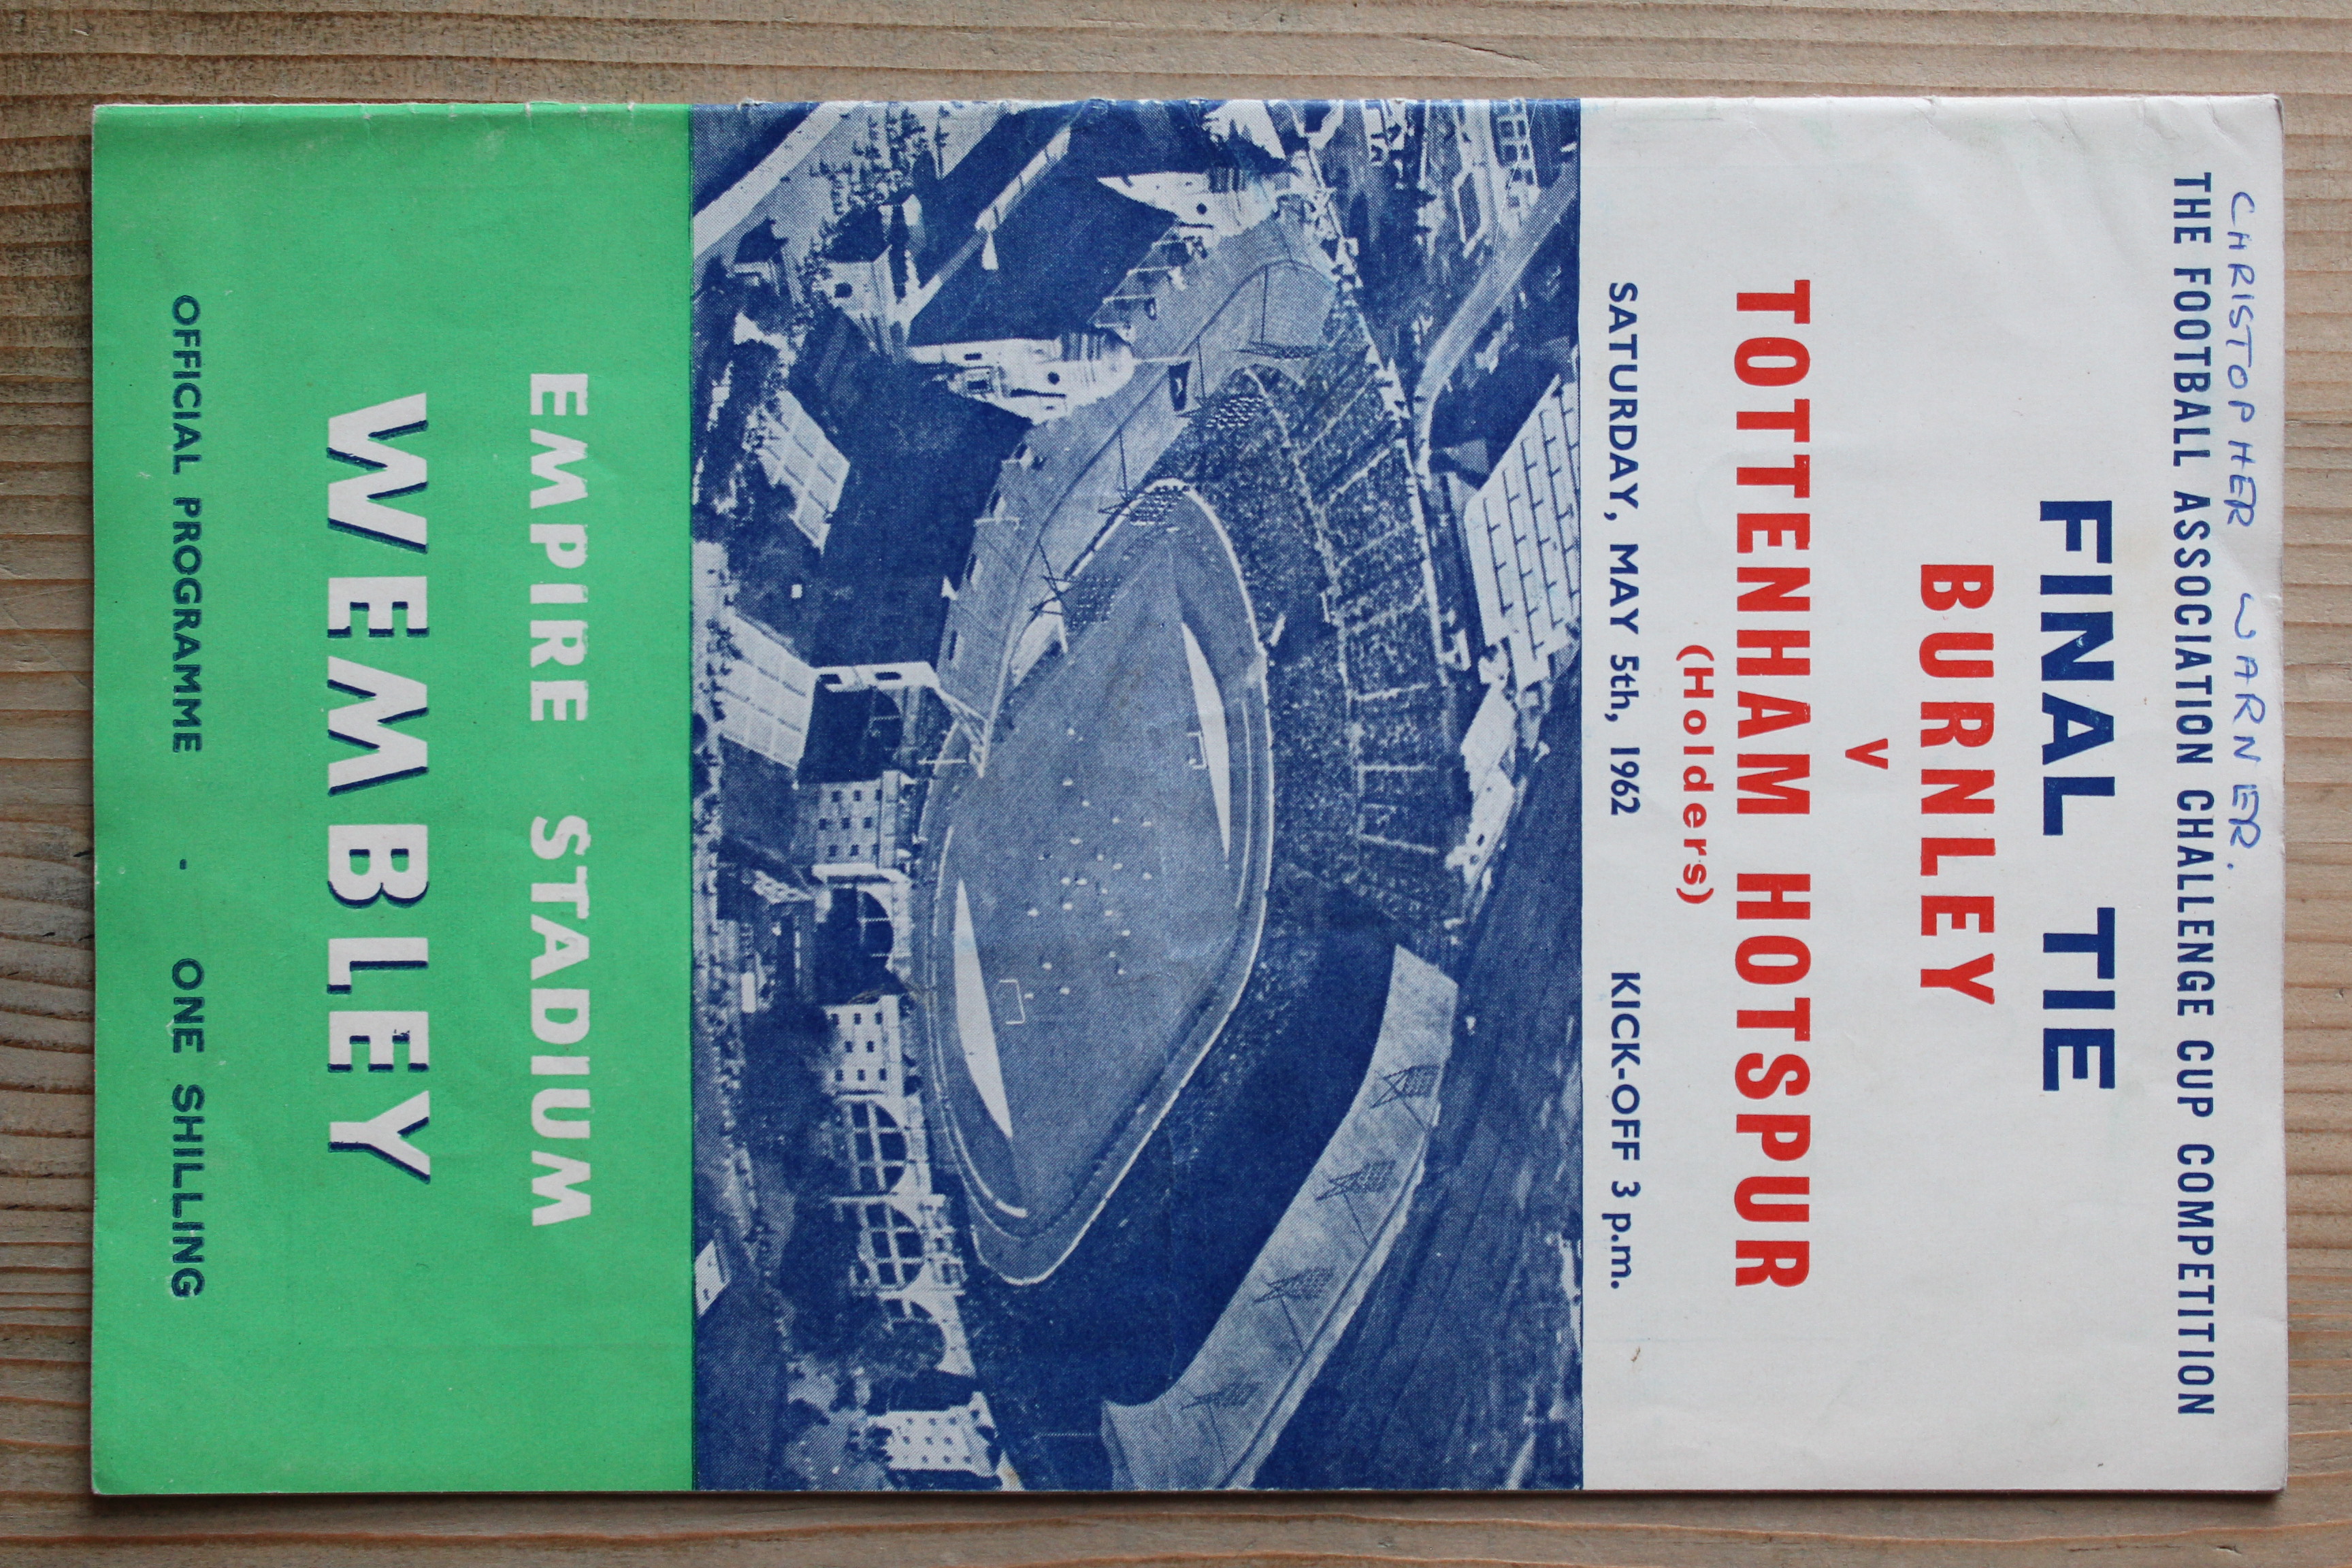 CHRISTOPHER WARNER.
THE FOOTBALL ASSOCIATION CHALLENGE CUP COMPETITION
FINAL TIE
BURNLEY
V
TOTTENHAM HOTSPUR
(Holders)
SATURDAY, MAY 5th, 1962 KICK-OFF 3 p.m.
EMPIRE STADIUM
WEMBLEY
OFFICIAL PROGRAMME · ONE SHILLING